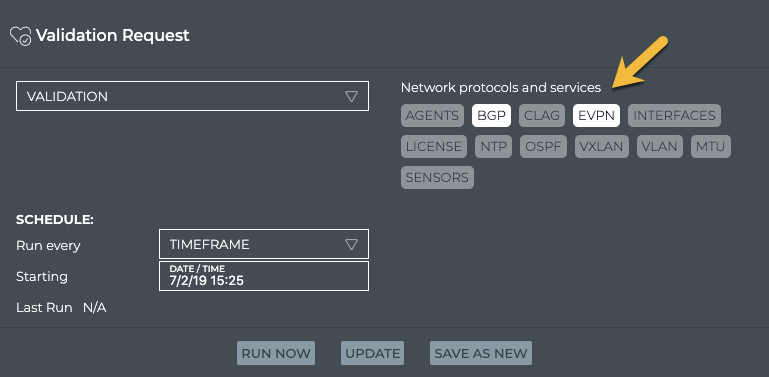 Validation Request
VALIDATION
Network protocols and services
AGENTS BGP CLAG EVPN INTERFACES
LICENSE NTP OSPF VXLAN VLAN MTU
SENSORS
SCHEDULE:
Run every TIMEFRAME
Starting DATE / TIME
7/2/19 15:25
Last Run N/A
RUN NOW UPDATE SAVE AS NEW